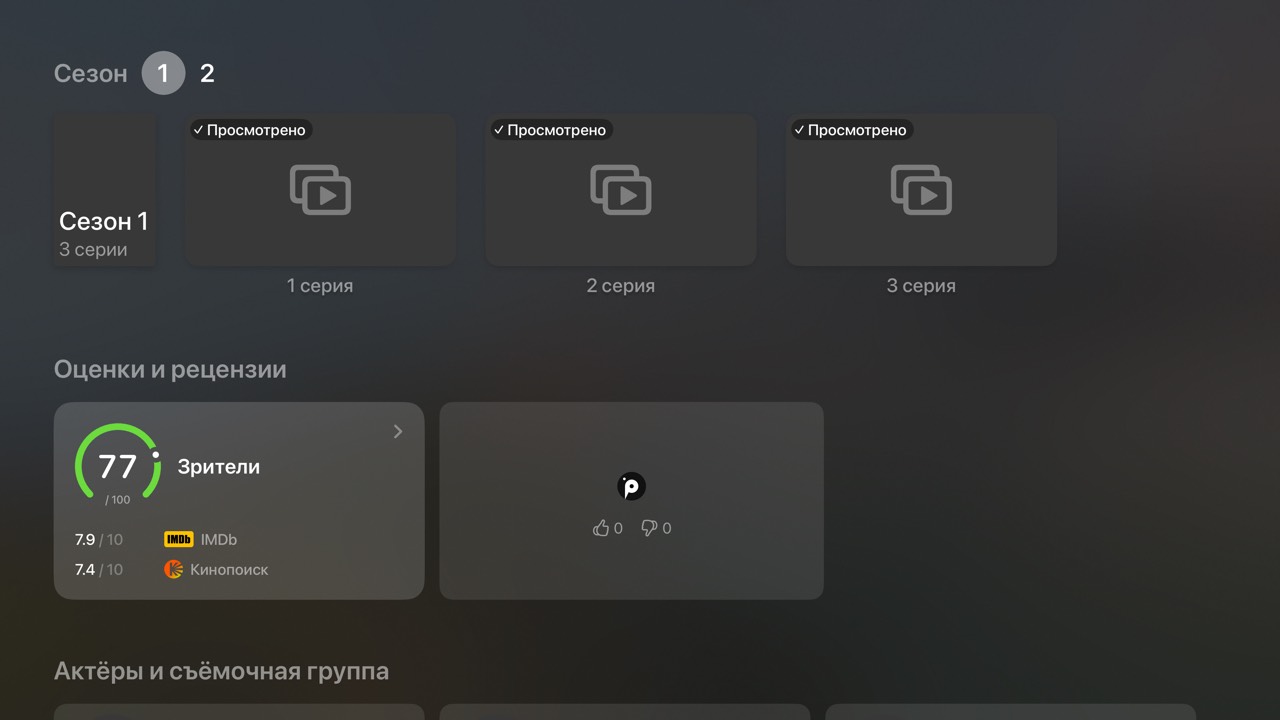 Сезон 1 2
Просмотрено Просмотрено Просмотрено
Сезон 1
3 серии
1 серия 2 серия 3 серия
Оценки и рецензии
77
/ 100
Зрители
7.9 / 10 IMDb IMDb
7.4 / 10 Кинопоиск
0 0
Актёры и съёмочная группа